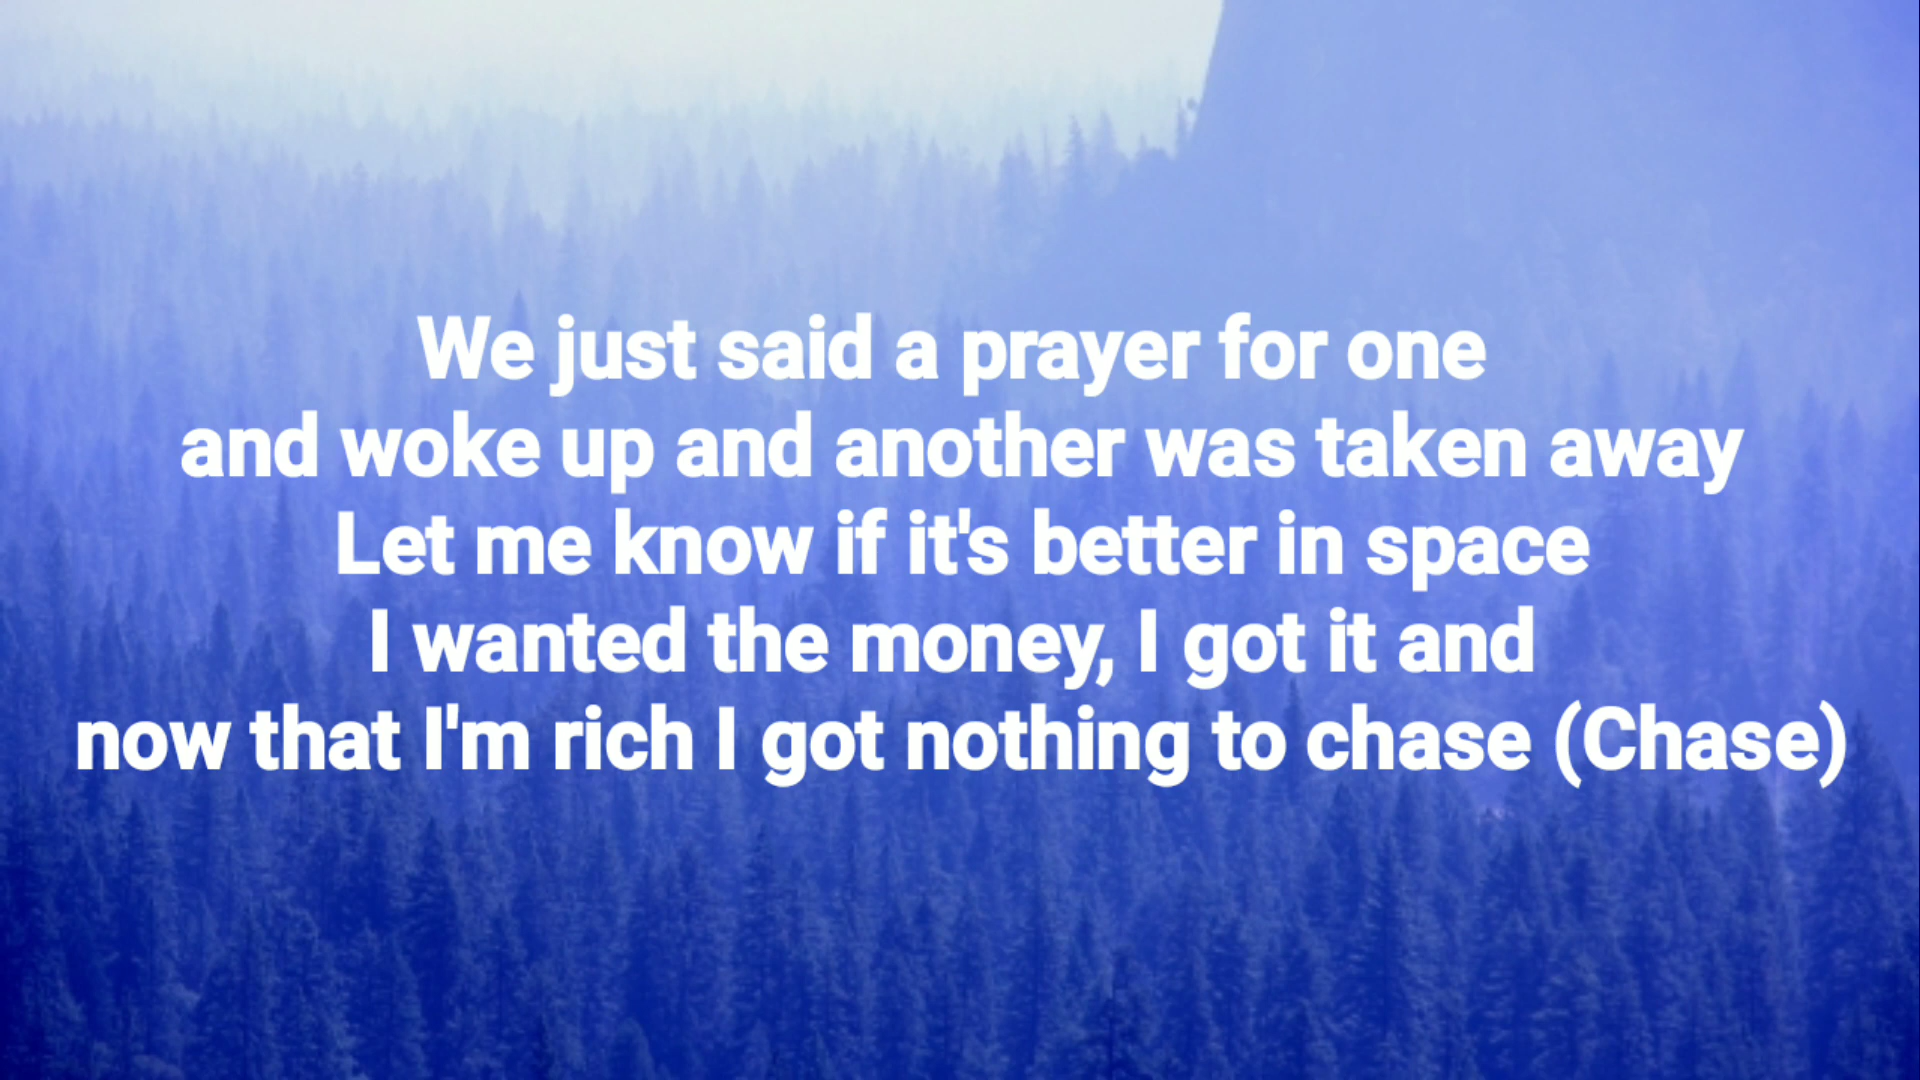 We just said a prayer for one
and woke up and another was taken away
Let me know if it's better in space
I wanted the money, I got it and
now that I'm rich I got nothing to chase (Chase)